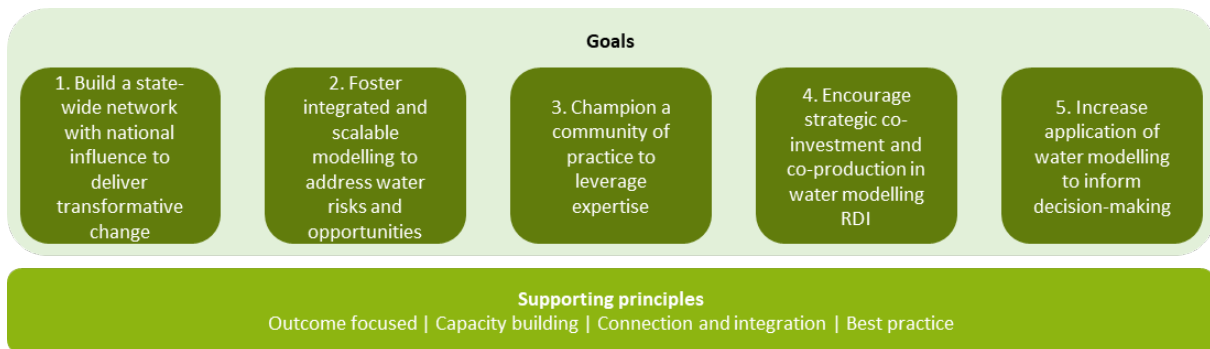 Goals
1. Build a state-
wide network
with national
influence to
deliver
transformative
change
2. Foster
integrated and
scalable
modelling to
address water
risks and
opportunities
3. Champion a
community of
practice to
leverage
expertise
4. Encourage
strategic co-
investment and
co-production in
water modelling
RDI
5. Increase
application of
water modelling
to inform
decision-making
Supporting principles
Outcome focused | Capacity building | Connection and integration | Best practice